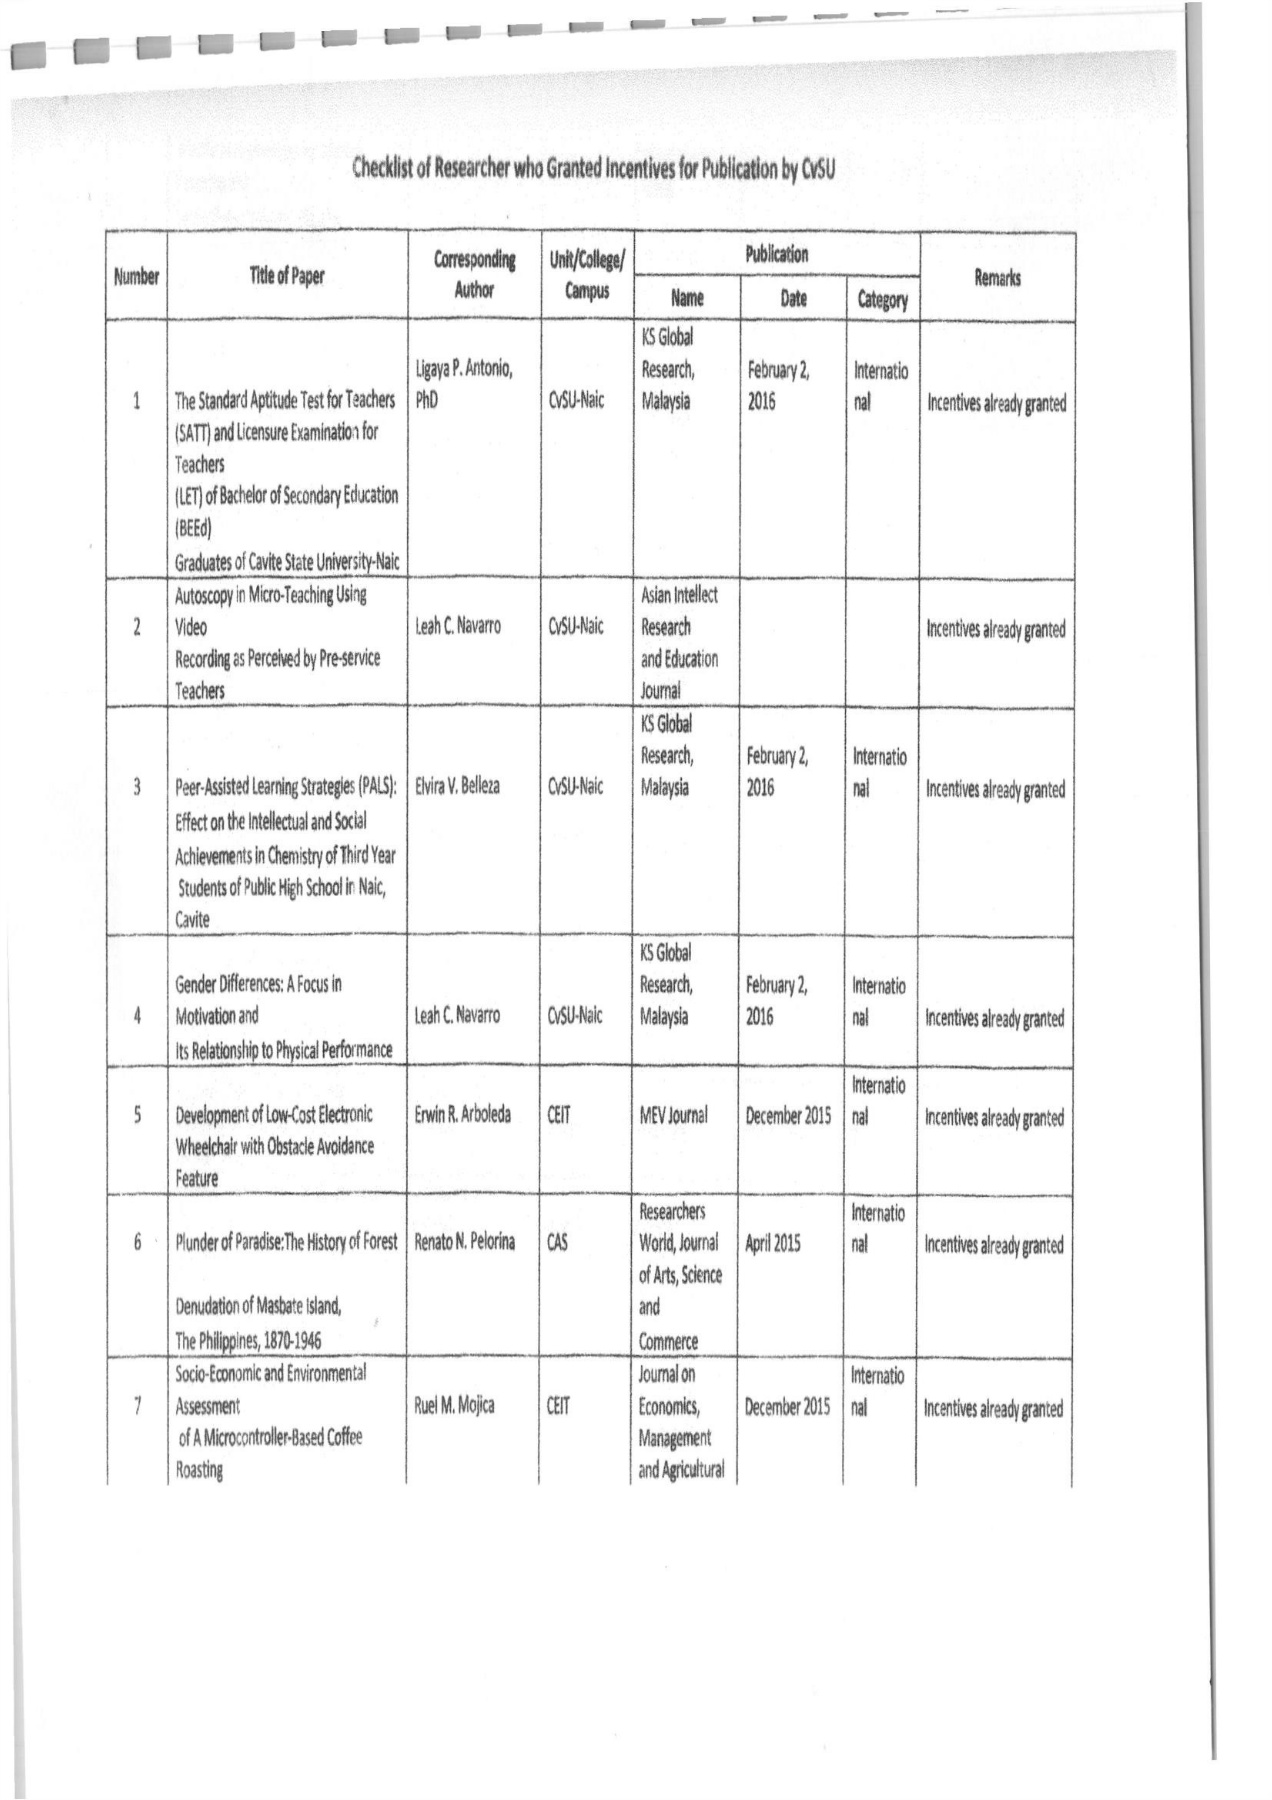 Checklist of Researcher who Granted Incentives for Publication by CvSU
Number
Title of Paper
Corresponding
Author
Unit/College/
Campus
Publication
Name
Date
Category
Remarks
1
The Standard Aptitude Test for Teachers
(SATT) and Licensure Examination for
Teachers
(LET) of Bachelor of Secondary Education
(BEEd)
Graduates of Cavite State University-Naic
Ligaya P. Antonio,
PhD
CvSU-Naic
KS Global
Research,
Malaysia
February 2,
2016
Internatio
nal
Incentives already granted
2
Autoscopy in Micro-Teaching Using
Video
Recording as Perceived by Pre-service
Teachers
Leah C. Navarro
CvSU-Naic
Asian Intellect
Research
and Education
Journal
Incentives already granted
3
Peer-Assisted Learning Strategies (PALS):
Effect on the Intellectual and Social
Achievements in Chemistry of Third Year
Students of Public High School in Naic,
Cavite
Elvira V. Belleza
CvSU-Naic
KS Global
Research,
Malaysia
February 2,
2016
Internatio
nal
Incentives already granted
4
Gender Differences: A Focus in
Motivation and
Its Relationship to Physical Performance
Leah C. Navarro
CvSU-Naic
KS Global
Research,
Malaysia
February 2,
2016
Internatio
nal
Incentives already granted
5
Development of Low-Cost Electronic
Wheelchair with Obstacle Avoidance
Feature
Erwin R. Arboleda
CEIT
MEV Journal
December 2015
Internatio
nal
Incentives already granted
6
Plunder of Paradise:The History of Forest
Denudation of Masbate Island,
The Philippines, 1870-1946
Renato N. Pelorina
CAS
Researchers
World, Journal
of Arts, Science
and
Commerce
April 2015
Internatio
nal
Incentives already granted
7
Socio-Economic and Environmental
Assessment
of A Microcontroller-Based Coffee
Roasting
Ruel M. Mojica
CEIT
Journal on
Economics,
Management
and Agricultural
December 2015
Internatio
nal
Incentives already granted